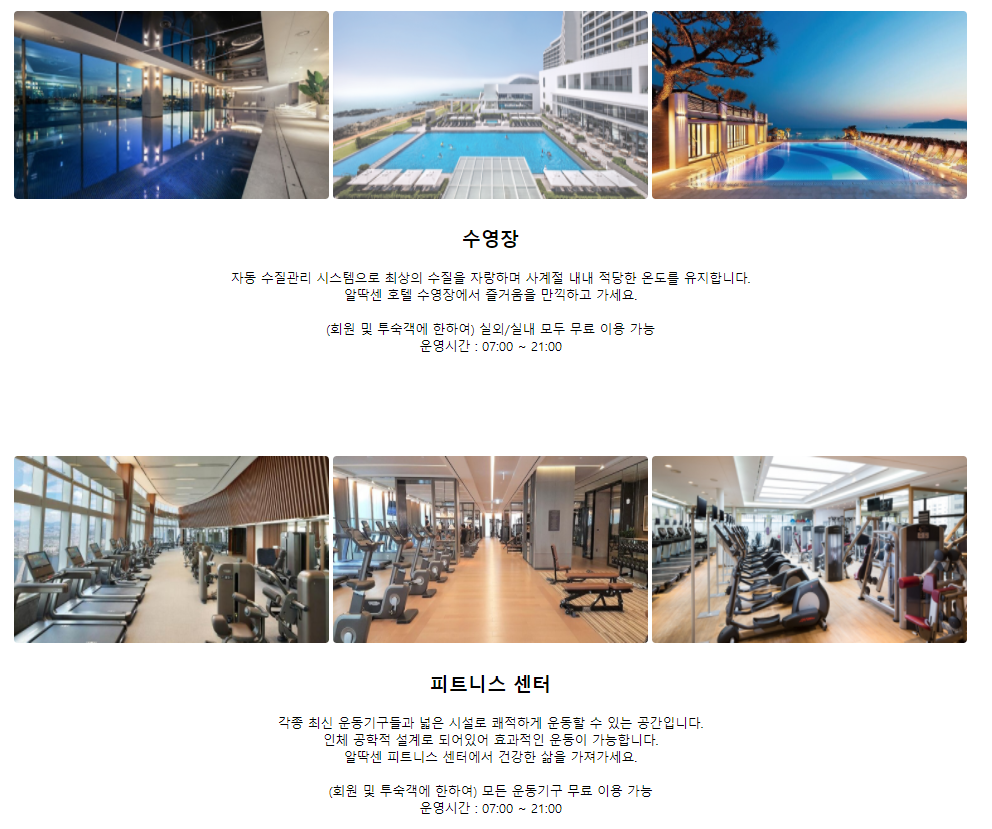 수영장
자동 수질관리 시스템으로 최상의 수질을 자랑하며 사계절 내내 적당한 온도를 유지합니다.
알딱센 호텔 수영장에서 즐거움을 만끽하고 가세요.
(회원 및 투숙객에 한하여) 실외/실내 모두 무료 이용 가능
운영시간 : 07:00 ~ 21:00
피트니스 센터
각종 최신 운동기구들과 넓은 시설로 쾌적하게 운동할 수 있는 공간입니다.
인체 공학적 설계로 되어있어 효과적인 운동이 가능합니다.
알딱센 피트니스 센터에서 건강한 삶을 가져가세요.
(회원 및 투숙객에 한하여) 모든 운동기구 무료 이용 가능
운영시간 : 07:00 ~ 21:00